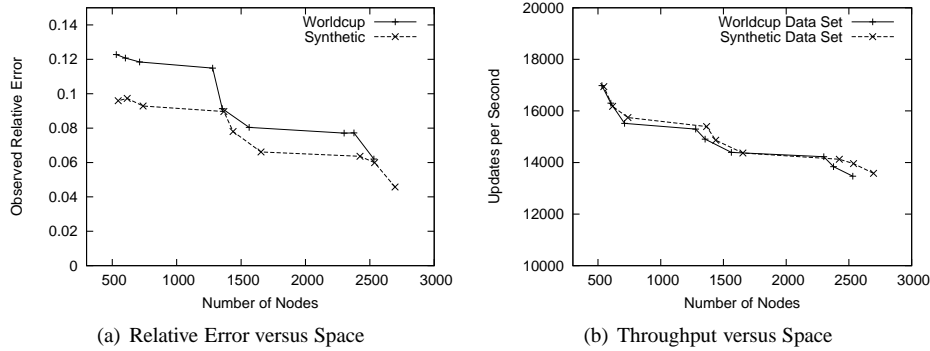 Worldcup
Synthetic
0.14
0.12
0.1
0.08
0.06
0.04
0.02
0
Observed Relative Error
500 1000 1500 2000 2500 3000
Number of Nodes
(a) Relative Error versus Space
Worldcup Data Set
Synthetic Data Set
20000
18000
16000
14000
12000
10000
Updates per Second
500 1000 1500 2000 2500 3000
Number of Nodes
(b) Throughput versus Space